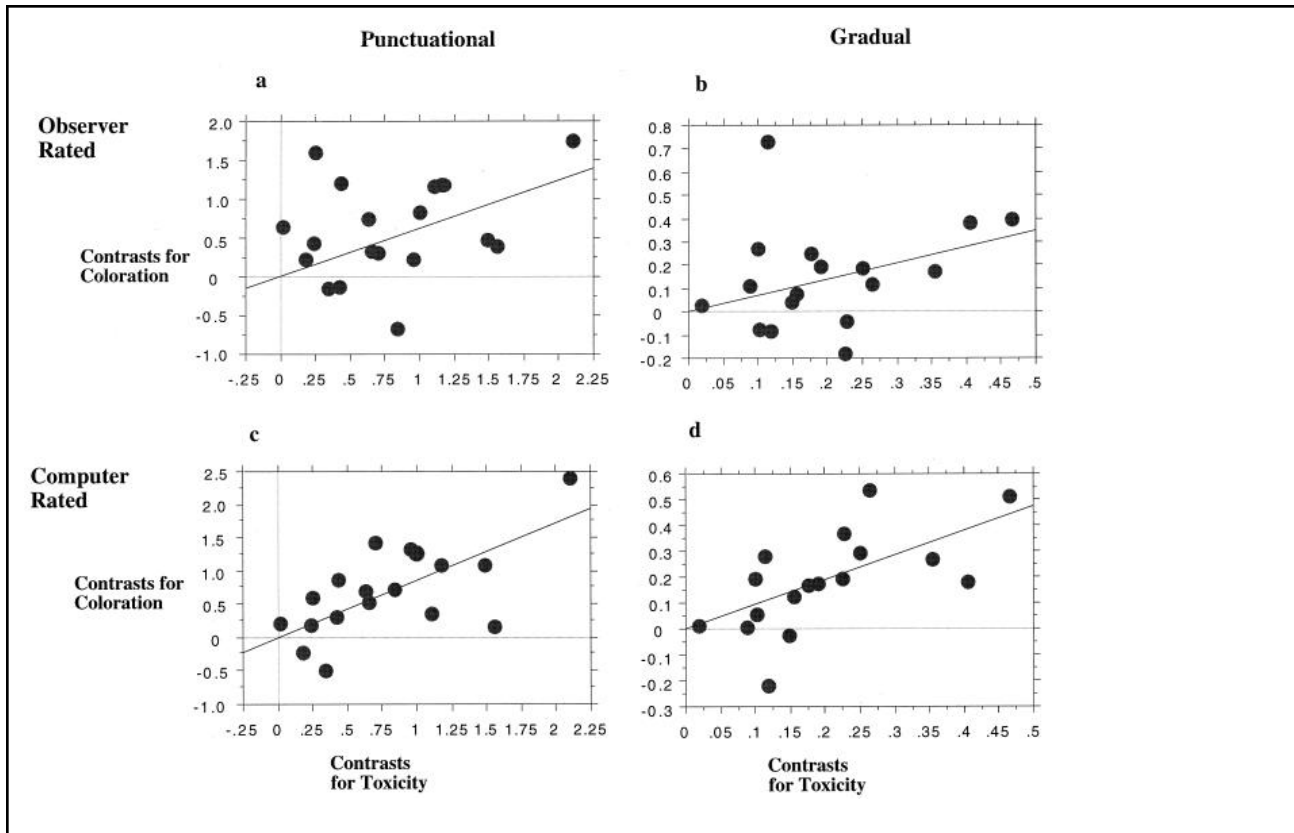 Punctuational Gradual
a b
Observer
Rated
Contrasts for
Coloration
2.0
1.5
1.0
0.5
0
-0.5
-1.0
-.25 0 .25 .5 .75 1 1.25 1.5 1.75 2 2.25
0.8
0.7
0.6
0.5
0.4
0.3
0.2
0.1
0
-0.1
-0.2
0 .05 .1 .15 .2 .25 .3 .35 .4 .45 .5
c d
Computer
Rated
Contrasts for
Coloration
2.5
2.5
1.5
1.0
0.5
0
-0.5
-1.0
-.25 0 .25 .5 .75 1 1.25 1.5 1.75 2 2.25
0.6
0.5
0.4
0.3
0.2
0.1
0
-0.1
-0.2
-0.3
0 .05 .1 .15 .2 .25 .3 .35 .4 .45 .5
Contrasts
for Toxicity
Contrasts
for Toxicity